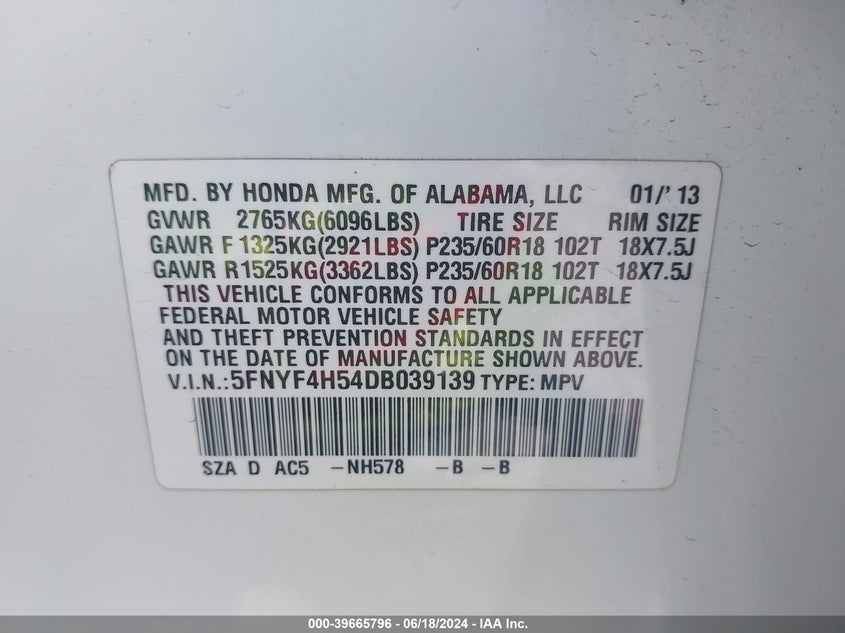 MFD. BY HONDA MFG. OF ALABAMA, LLC 01/'13
GVWR 2765KG(6096LBS) TIRE SIZE RIM SIZE
GAWR F 1325KG(2921LBS) P235/60R18 102T 18X7.5J
GAWR R1525KG(3362LBS) P235/60R18 102T 18X7.5J
THIS VEHICLE CONFORMS TO ALL APPLICABLE
FEDERAL MOTOR VEHICLE SAFETY
AND THEFT PREVENTION STANDARDS IN EFFECT
ON THE DATE OF MANUFACTURE SHOWN ABOVE.
V.I.N.:5FNYF4H54DB039139 TYPE: MPV
SZA D AC5 -NH578 -B -B
000-39665796 - 06/18/2024 - IAA Inc.